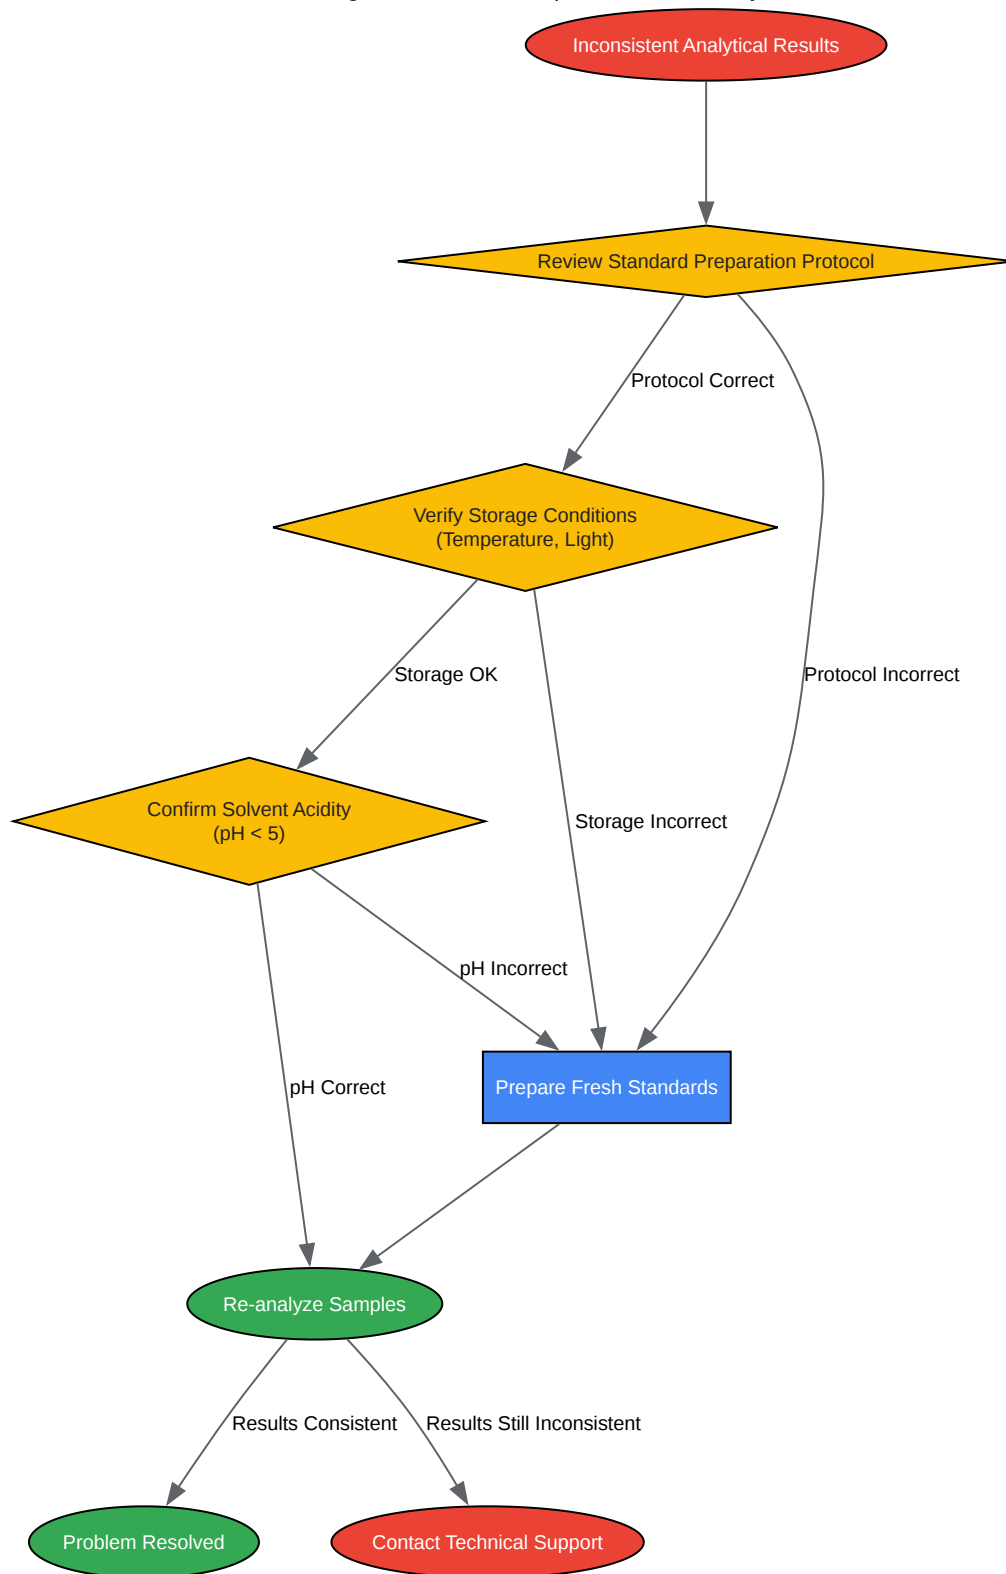 Inconsistent Analytical Results
Review Standard Preparation Protocol
Protocol Correct
Verify Storage Conditions
(Temperature, Light)
Storage OK
Protocol Incorrect
Confirm Solvent Acidity
(pH < 5)
Storage Incorrect
pH Incorrect
pH Correct
Prepare Fresh Standards
Re-analyze Samples
Results Consistent
Results Still Inconsistent
Problem Resolved
Contact Technical Support